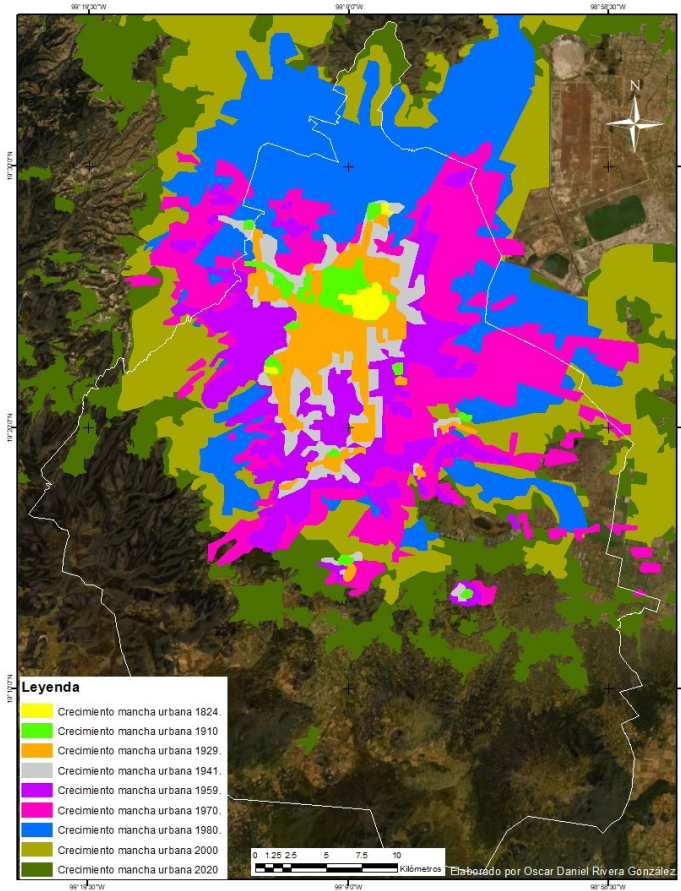 99°19'30"W
99°9'0"W
98°58'30"W
N
19°20'0"N
Leyenda
Crecimiento mancha urbana 1824.
Crecimiento mancha urbana 1910
Crecimiento mancha urbana 1929.
Crecimiento mancha urbana 1941.
Crecimiento mancha urbana 1959.
Crecimiento mancha urbana 1970.
Crecimiento mancha urbana 1980.
Crecimiento mancha urbana 2000
Crecimiento mancha urbana 2020
0 1.25 2.5 5 7.5 10
Kilómetros
Elaborado por Oscar Daniel Rivera González.
99°19'30"W
99°9'0"W
98°58'30"W